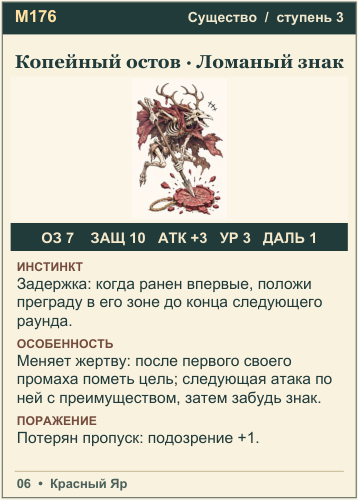 М176
Существо / ступень 3
Копейный остов · Ломаный знак
ОЗ 7 ЗАЩ 10 АТК +3 УР 3 ДАЛЬ 1
ИНСТИНКТ
Задержка: когда ранен впервые, положи
преграду в его зоне до конца следующего
раунда.
ОСОБЕННОСТЬ
Меняет жертву: после первого своего
промаха пометь цель; следующая атака по
ней с преимуществом, затем забудь знак.
ПОРАЖЕНИЕ
Потерян пропуск: подозрение +1.
06 • Красный Яр